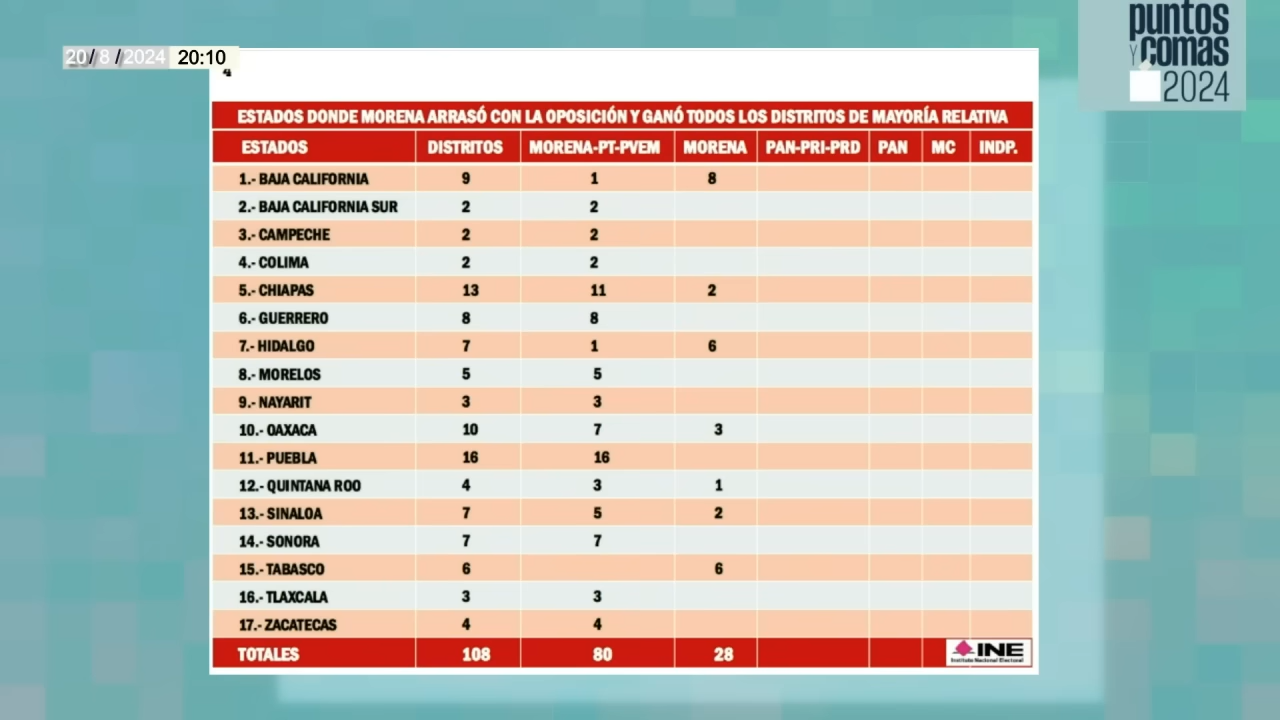 puntos
Y comas
2024
20/8/2024 20:10
4
ESTADOS DONDE MORENA ARRASÓ CON LA OPOSICIÓN Y GANÓ TODOS LOS DISTRITOS DE MAYORÍA RELATIVA
ESTADOS DISTRITOS MORENA-PT-PVEM MORENA PAN-PRI-PRD PAN MC INDP.
1.- BAJA CALIFORNIA 9 1 8
2.- BAJA CALIFORNIA SUR 2 2
3.- CAMPECHE 2 2
4.- COLIMA 2 2
5.- CHIAPAS 13 11 2
6.- GUERRERO 8 8
7.- HIDALGO 7 1 6
8.- MORELOS 5 5
9.- NAYARIT 3 3
10.- OAXACA 10 7 3
11.- PUEBLA 16 16
12.- QUINTANA ROO 4 3 1
13.- SINALOA 7 5 2
14.- SONORA 7 7
15.- TABASCO 6 6
16.- TLAXCALA 3 3
17.- ZACATECAS 4 4
TOTALES 108 80 28
INE
Instituto Nacional Electoral